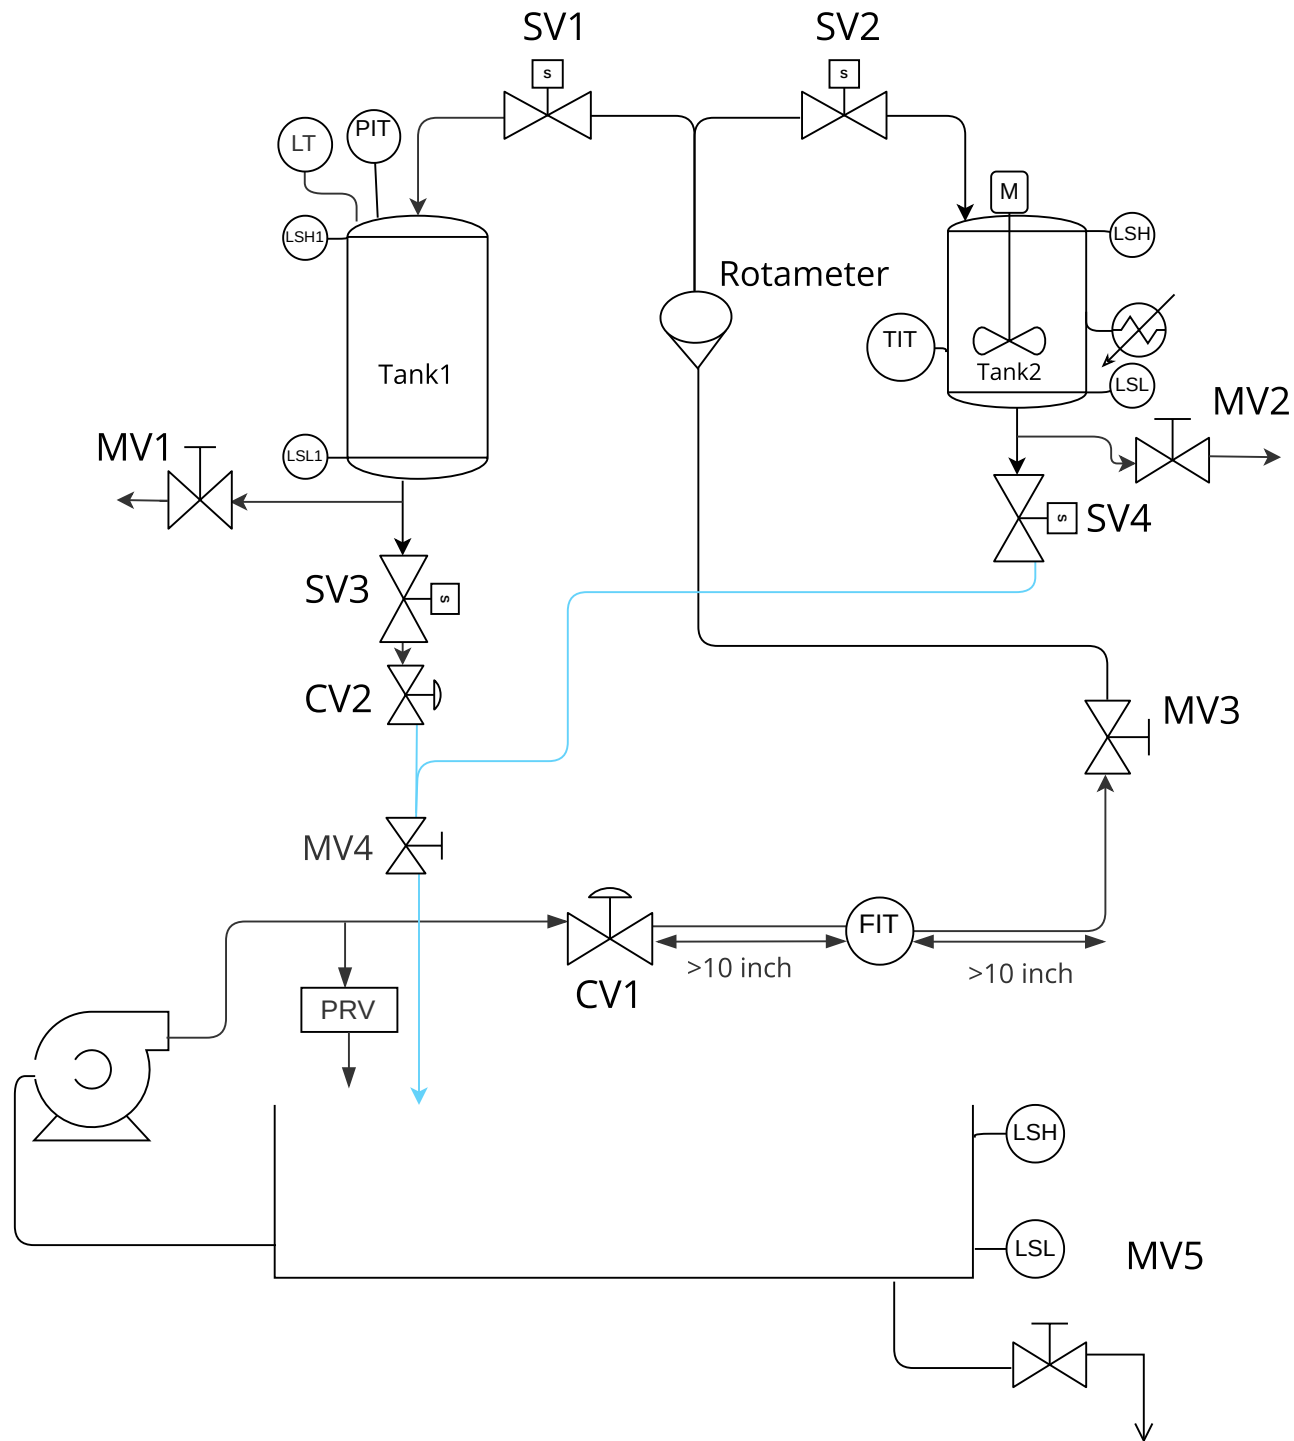 SV1
SV2
S
S
LT
PIT
M
LSH1
LSH
Rotameter
TIT
Tank1
Tank2
LSL
MV2
MV1
LSL1
S
SV4
SV3
S
CV2
MV3
MV4
FIT
>10 inch
>10 inch
CV1
PRV
LSH
LSL
MV5